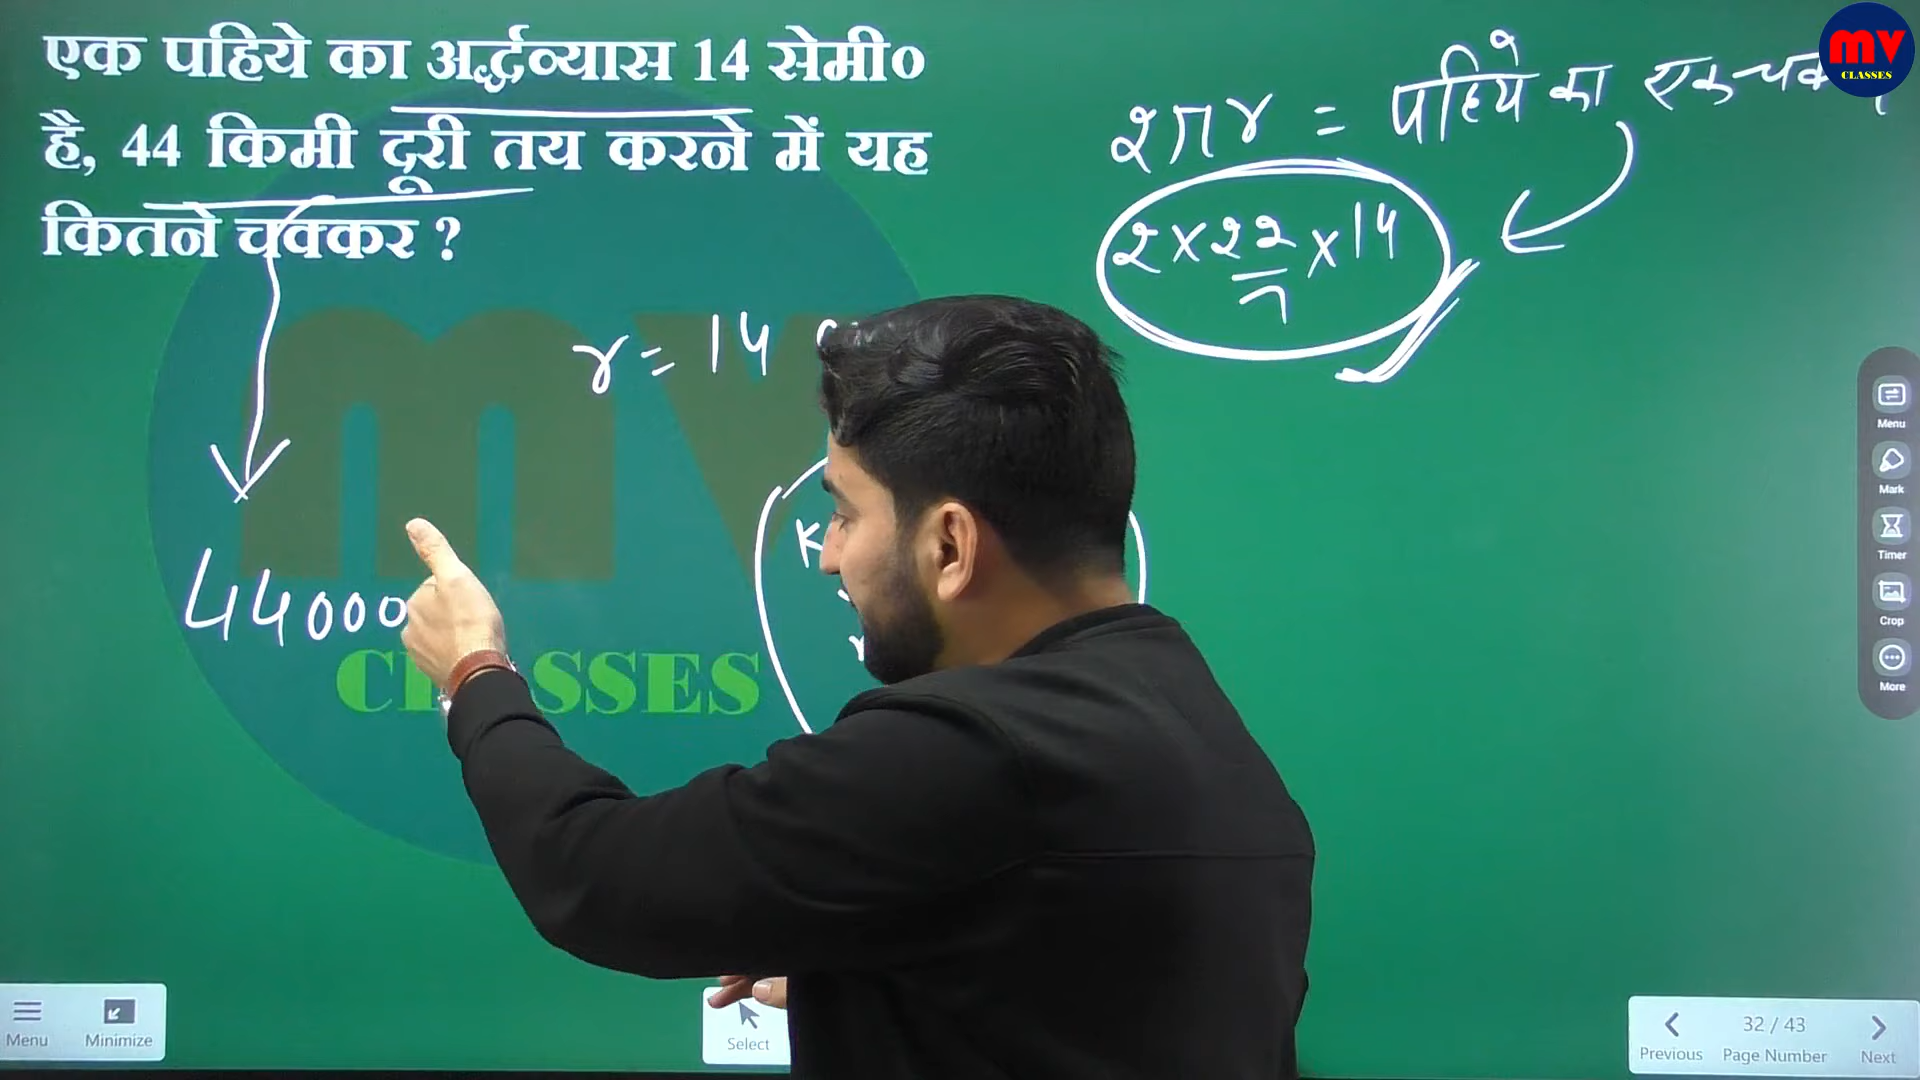 एक पहिये का अर्द्धव्यास 14 सेमी०
है, 44 किमी दूरी तय करने में यह
कितने चक्कर ?
2πr = पहिये का एक
2 × 22/7 × 14
r = 14
44000
K
mv
CLASSES
mv
CLASSES
Menu
Mark
Timer
Crop
More
Menu
Minimize
Select
32 / 43
Previous
Page Number
Next